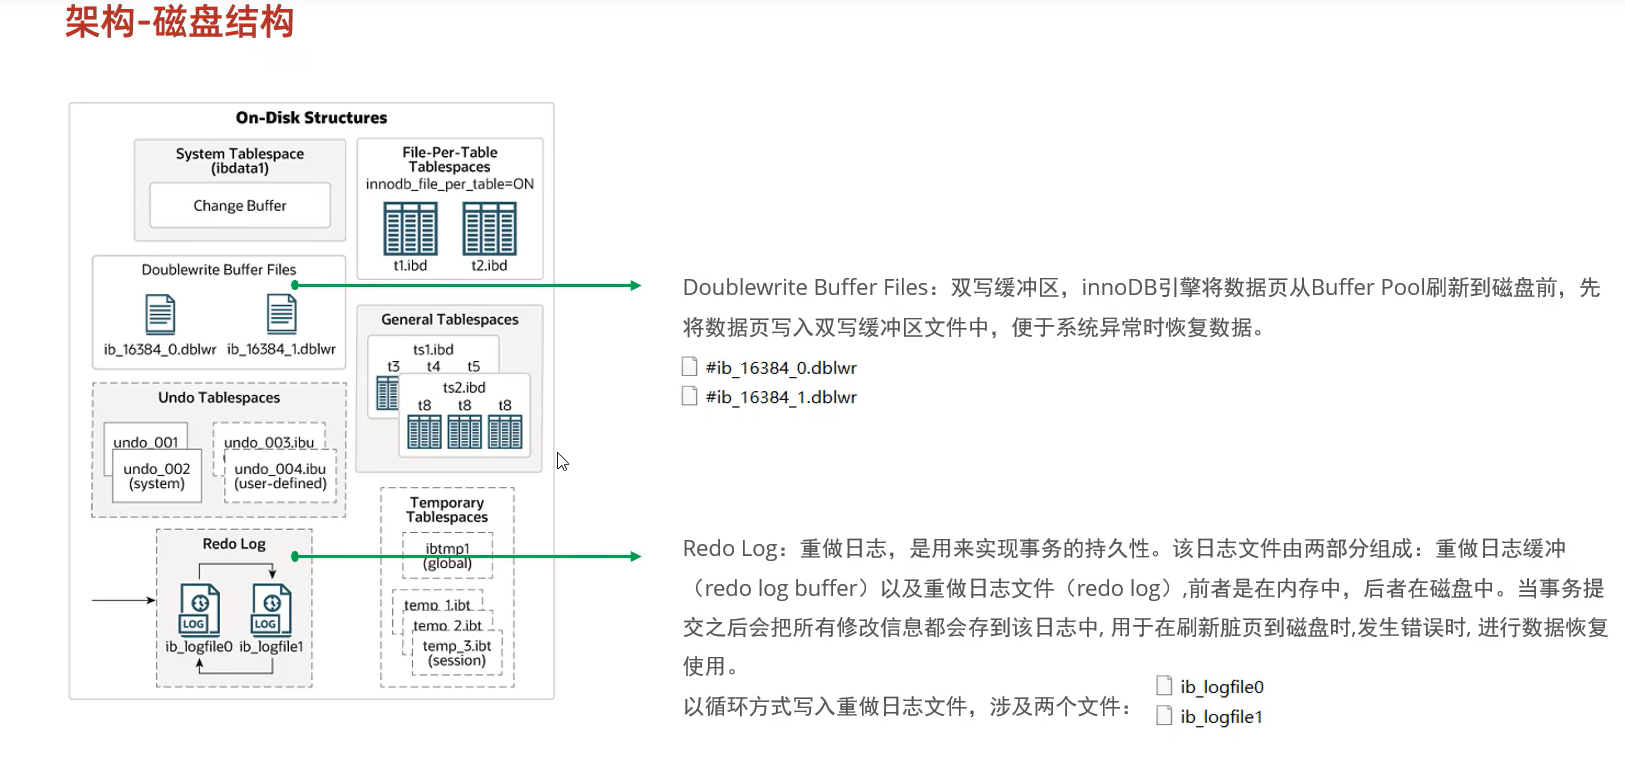 架构-磁盘结构
On-Disk Structures
System Tablespace
(ibdata1)
Change Buffer
File-Per-Table
Tablespaces
innodb_file_per_table=ON
t1.ibd
t2.ibd
Doublewrite Buffer Files
ib_16384_0.dblwr
ib_16384_1.dblwr
General Tablespaces
ts1.ibd
t3 t4 t5
ts2.ibd
t8 t8 t8
Undo Tablespaces
undo_001
undo_002
(system)
undo_003.ibu
undo_004.ibu
(user-defined)
Temporary
Tablespaces
ibtmp1
(global)
temp_1.ibt
temp_2.ibt
temp_3.ibt
(session)
Redo Log
LOG
LOG
ib_logfile0
ib_logfile1
Doublewrite Buffer Files：双写缓冲区，innoDB引擎将数据页从Buffer Pool刷新到磁盘前，先
将数据页写入双写缓冲区文件中，便于系统异常时恢复数据。
#ib_16384_0.dblwr
#ib_16384_1.dblwr
Redo Log：重做日志，是用来实现事务的持久性。该日志文件由两部分组成：重做日志缓冲
（redo log buffer）以及重做日志文件（redo log）,前者是在内存中，后者在磁盘中。当事务提
交之后会把所有修改信息都会存到该日志中, 用于在刷新脏页到磁盘时,发生错误时, 进行数据恢复
使用。
以循环方式写入重做日志文件，涉及两个文件：
ib_logfile0
ib_logfile1